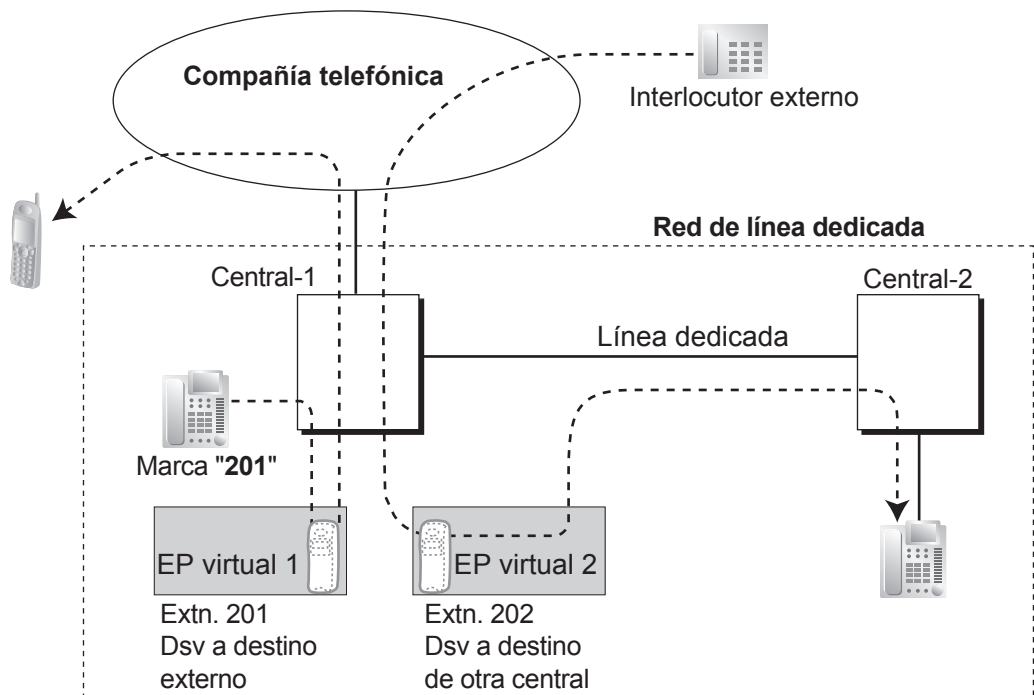 Compañía telefónica
Interlocutor externo
Red de línea dedicada
Central-1
Central-2
Línea dedicada
Marca "201"
EP virtual 1
EP virtual 2
Extn. 201
Dsv a destino
externo
Extn. 202
Dsv a destino
de otra central